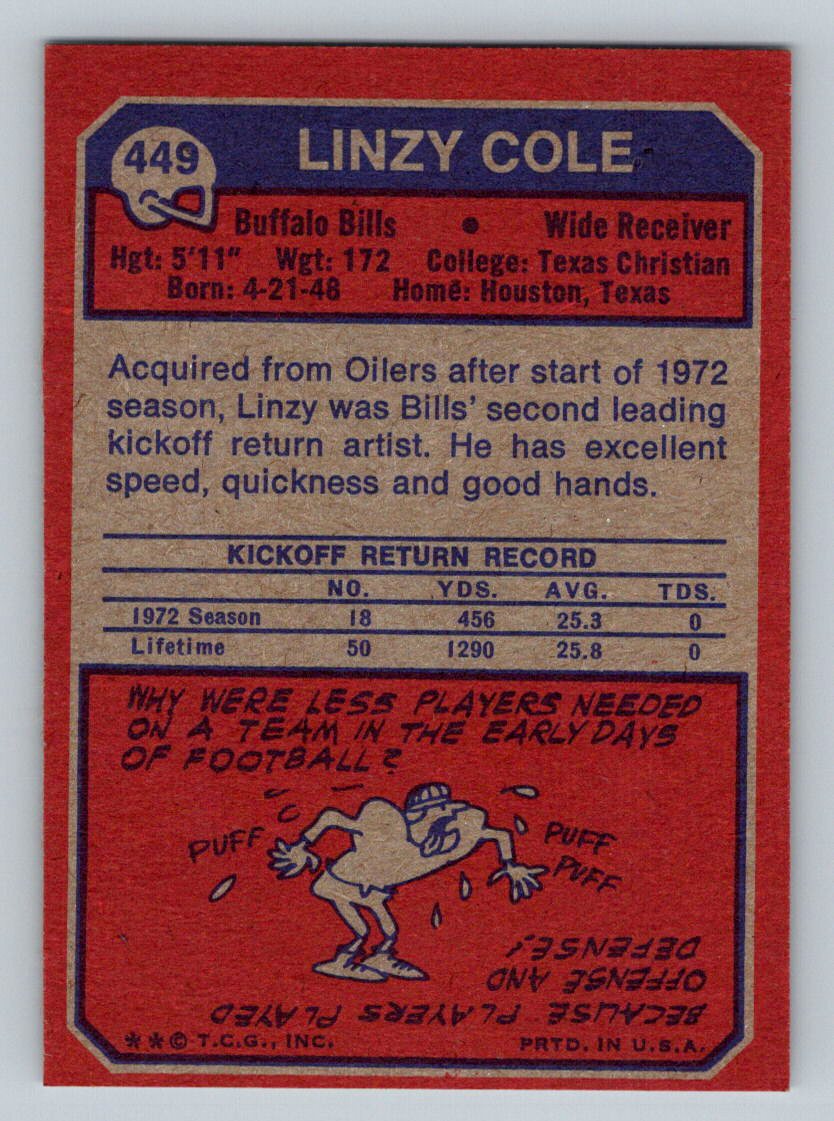 449
LINZY COLE
Buffalo Bills • Wide Receiver
Hgt: 5'11" Wgt: 172 College: Texas Christian
Born: 4-21-48 Home: Houston, Texas
Acquired from Oilers after start of 1972
season, Linzy was Bills' second leading
kickoff return artist. He has excellent
speed, quickness and good hands.
KICKOFF RETURN RECORD
NO. YDS. AVG. TDS.
1972 Season 18 456 25.3 0
Lifetime 50 1290 25.8 0
WHY WERE LESS PLAYERS NEEDED
ON A TEAM IN THE EARLY DAYS
OF FOOTBALL?
PUFF
PUFF
PUFF
BECAUSE PLAYERS PLAYED
OFFENSE AND
DEFENSE!
**© T.C.G., INC. PRTD. IN U.S.A.